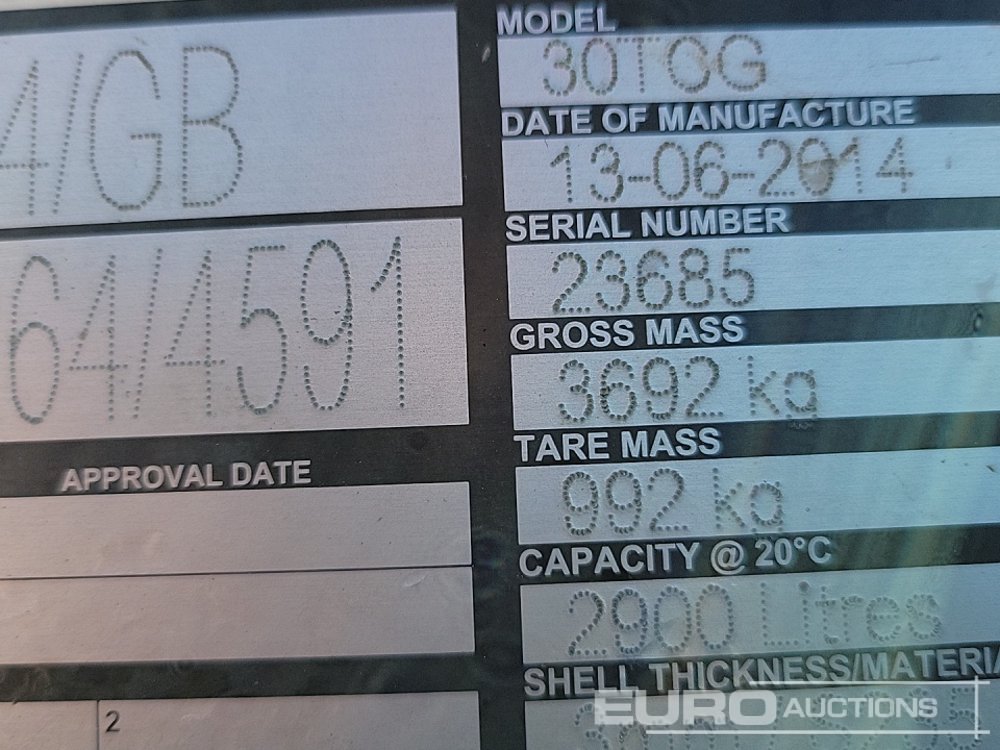 4/GB
64/4591
APPROVAL DATE
2
MODEL
30TCG
DATE OF MANUFACTURE
13-06-2014
SERIAL NUMBER
23685
GROSS MASS
3692 kg
TARE MASS
992 kg
CAPACITY @ 20°C
2900 Litres
SHELL THICKNESS/MATERIA
EURO AUCTIONS